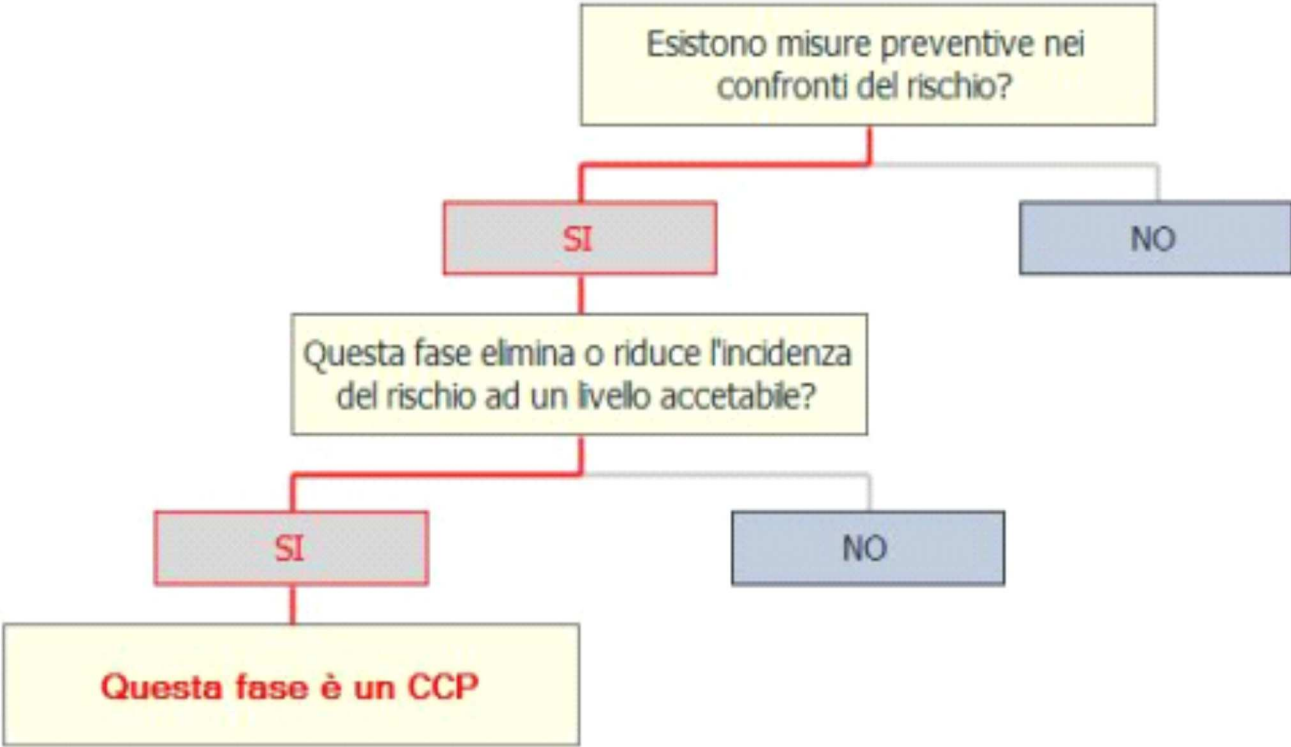 Esistono misure preventive nei
confronti del rischio?
SI
NO
Questa fase elimina o riduce l'incidenza
del rischio ad un livello accetabile?
SI
NO
Questa fase è un CCP